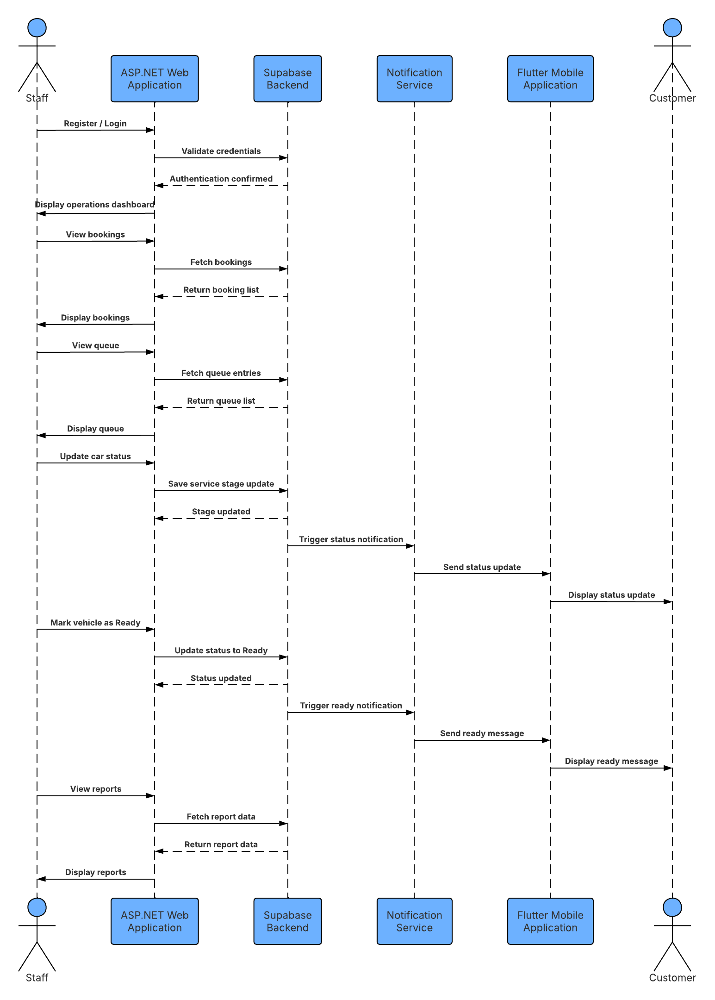 Staff
ASP.NET Web
Application
Supabase
Backend
Notification
Service
Flutter Mobile
Application
Customer
Register / Login
Validate credentials
Authentication confirmed
Display operations dashboard
View bookings
Fetch bookings
Return booking list
Display bookings
View queue
Fetch queue entries
Return queue list
Display queue
Update car status
Save service stage update
Stage updated
Trigger status notification
Send status update
Display status update
Mark vehicle as Ready
Update status to Ready
Status updated
Trigger ready notification
Send ready message
Display ready message
View reports
Fetch report data
Return report data
Display reports
ASP.NET Web
Application
Supabase
Backend
Notification
Service
Flutter Mobile
Application
Staff
Customer